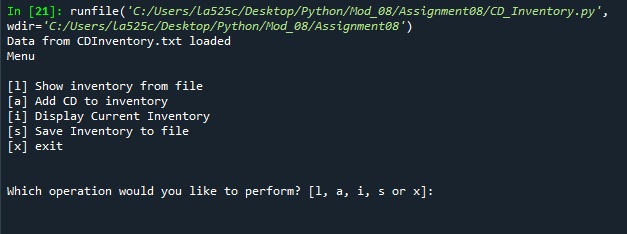 In [21]: runfile('C:/Users/la525c/Desktop/Python/Mod_08/Assignment08/CD_Inventory.py',
wdir='C:/Users/la525c/Desktop/Python/Mod_08/Assignment08')
Data from CDInventory.txt loaded
Menu
[l] Show inventory from file
[a] Add CD to inventory
[i] Display Current Inventory
[s] Save Inventory to file
[x] exit
Which operation would you like to perform? [l, a, i, s or x]: